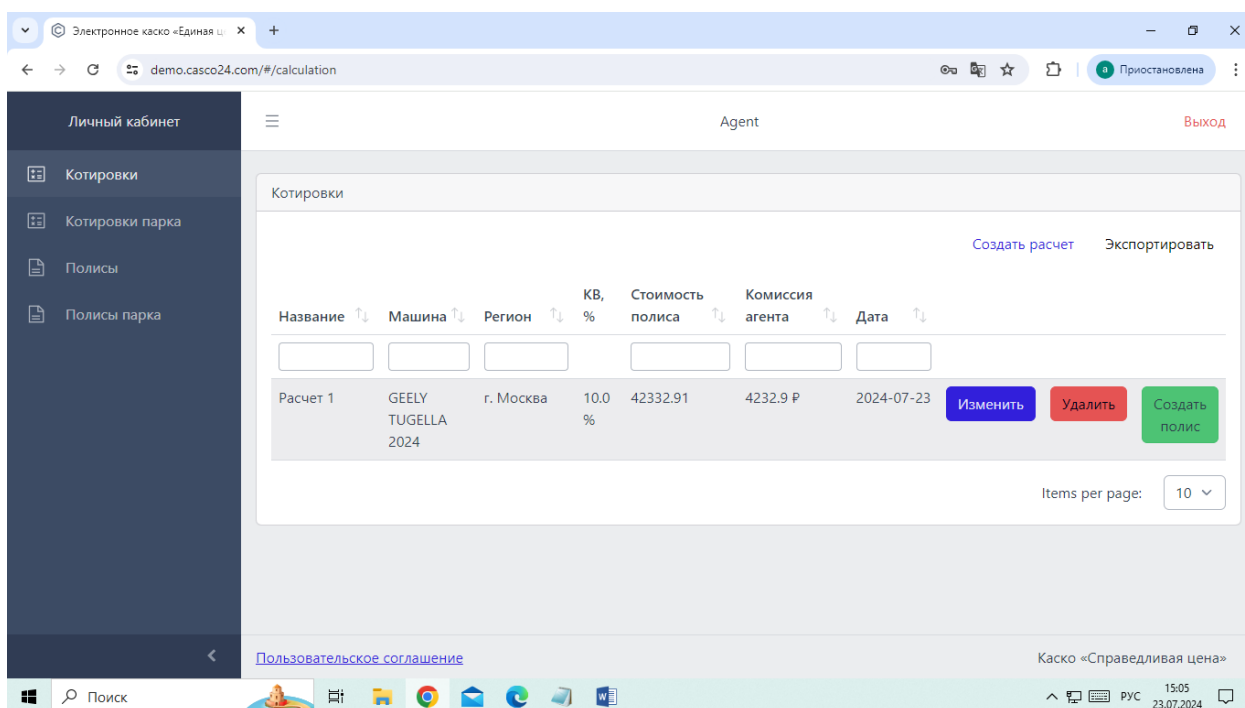 Электронное каско «Единая ц
demo.casco24.com/#/calculation
а Приостановлена
Личный кабинет
Agent
Выход
Котировки
Котировки парка
Полисы
Полисы парка
Котировки
Создать расчет Экспортировать
Название Машина Регион КВ, % Стоимость полиса Комиссия агента Дата
Расчет 1 GEELY TUGELLA 2024 г. Москва 10.0 % 42332.91 4232.9 ₽ 2024-07-23 Изменить Удалить Создать полис
Items per page: 10
Пользовательское соглашение
Каско «Справедливая цена»
Поиск
РУС
15:05
23.07.2024